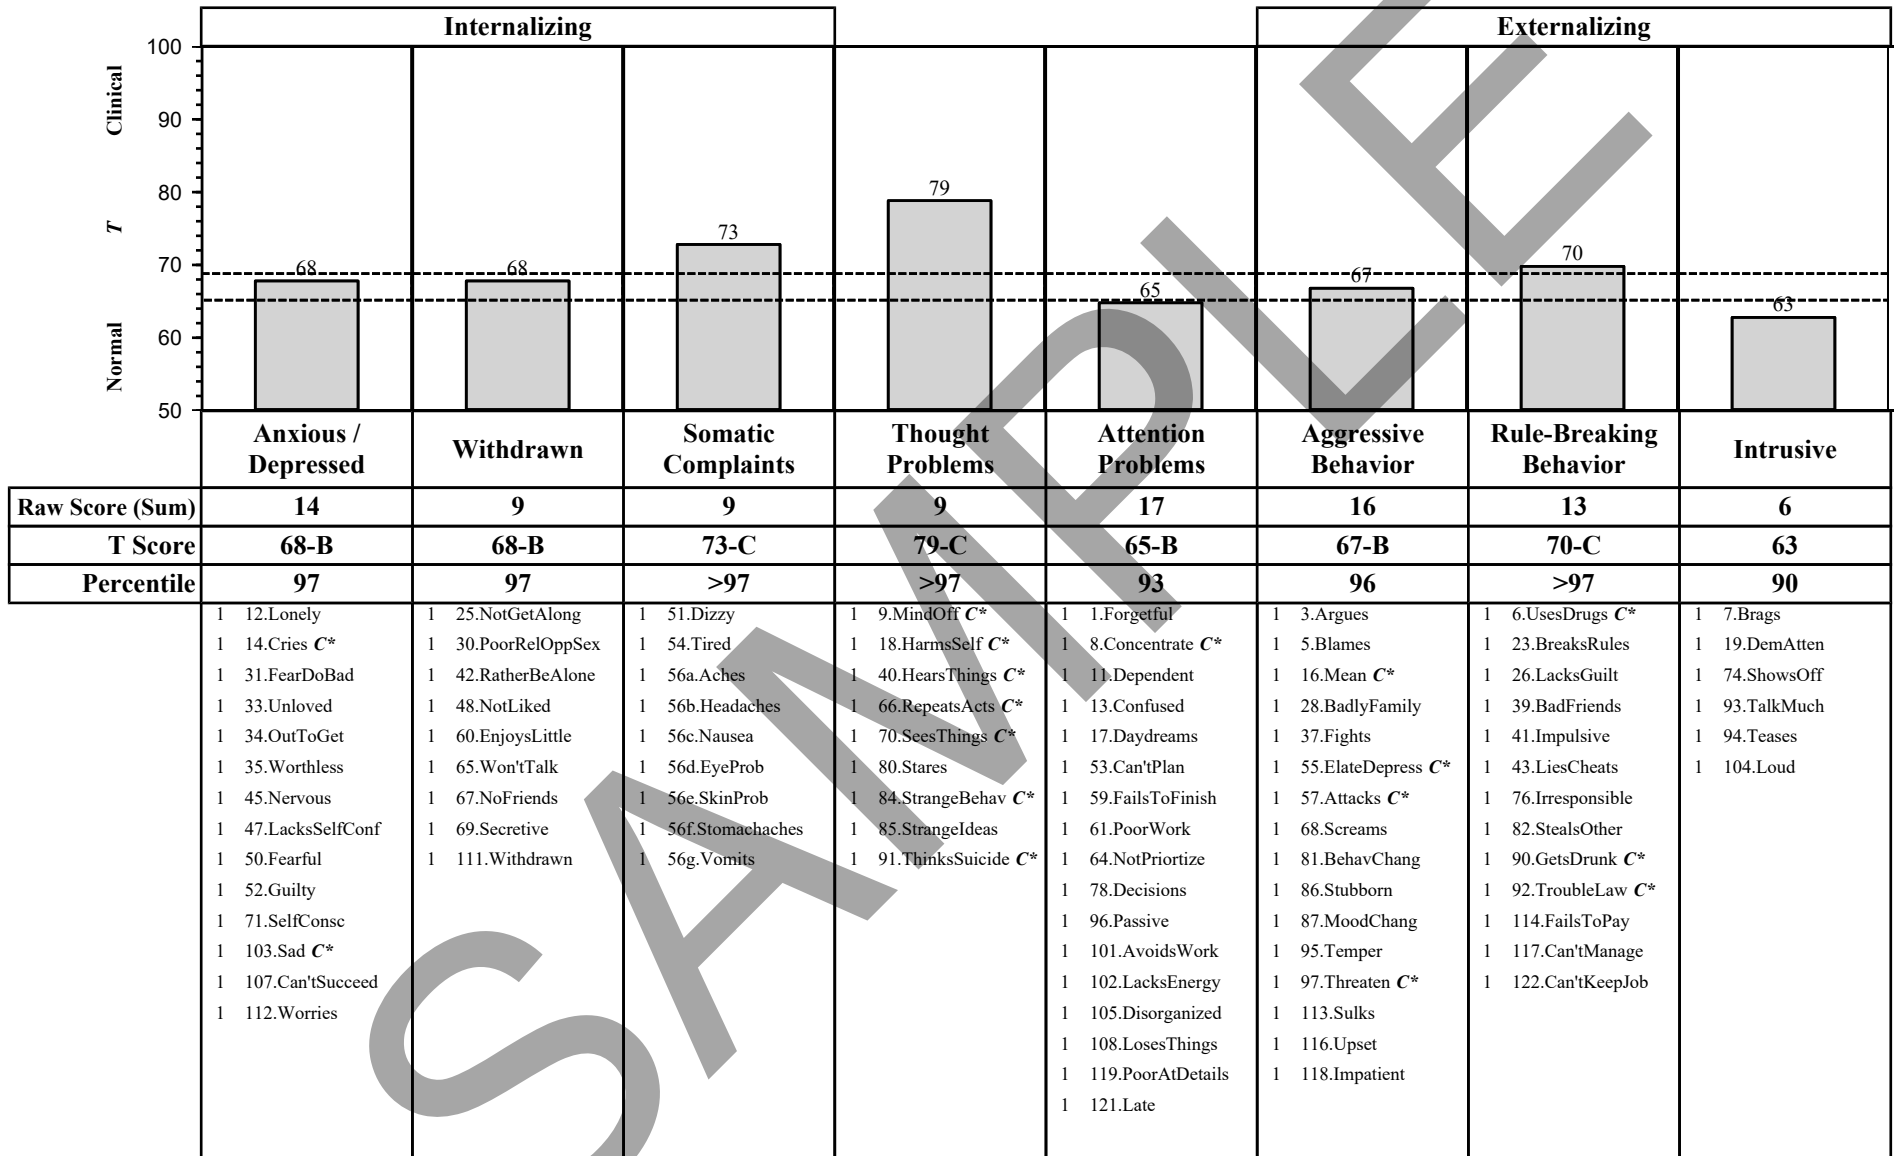 Internalizing Externalizing
100
Clinical
90
80
T
70
Normal
60
50
68 68 73 79 65 67 70 63
Anxious / Depressed Withdrawn Somatic Complaints Thought Problems Attention Problems Aggressive Behavior Rule-Breaking Behavior Intrusive
Raw Score (Sum) 14 9 9 9 17 16 13 6
T Score 68-B 68-B 73-C 79-C 65-B 67-B 70-C 63
Percentile 97 97 >97 >97 93 96 >97 90
1 12.Lonely 1 25.NotGetAlong 1 51.Dizzy 1 9.MindOff C* 1 1.Forgetful 1 3.Argues 1 6.UsesDrugs C* 1 7.Brags
1 14.Cries C* 1 30.PoorRelOppSex 1 54.Tired 1 18.HarmsSelf C* 1 8.Concentrate C* 1 5.Blames 1 23.BreaksRules 1 19.DemAtten
1 31.FearDoBad 1 42.RatherBeAlone 1 56a.Aches 1 40.HearsThings C* 1 11.Dependent 1 16.Mean C* 1 26.LacksGuilt 1 74.ShowsOff
1 33.Unloved 1 48.NotLiked 1 56b.Headaches 1 66.RepeatsActs C* 1 13.Confused 1 28.BadlyFamily 1 39.BadFriends 1 93.TalkMuch
1 34.OutToGet 1 60.EnjoysLittle 1 56c.Nausea 1 70.SeesThings C* 1 17.Daydreams 1 37.Fights 1 41.Impulsive 1 94.Teases
1 35.Worthless 1 65.Won'tTalk 1 56d.EyeProb 1 80.Stares 1 53.Can'tPlan 1 55.ElateDepress C* 1 43.LiesCheats 1 104.Loud
1 45.Nervous 1 67.NoFriends 1 56e.SkinProb 1 84.StrangeBehav C* 1 59.FailsToFinish 1 57.Attacks C* 1 76.Irresponsible
1 47.LacksSelfConf 1 69.Secretive 1 56f.Stomachaches 1 85.StrangeIdeas 1 61.PoorWork 1 68.Screams 1 82.StealsOther
1 50.Fearful 1 111.Withdrawn 1 56g.Vomits 1 91.ThinksSuicide C* 1 64.NotPriortize 1 81.BehavChang 1 90.GetsDrunk C*
1 52.Guilty 1 78.Decisions 1 86.Stubborn 1 92.TroubleLaw C*
1 71.SelfConsc 1 96.Passive 1 87.MoodChang 1 114.FailsToPay
1 103.Sad C* 1 101.AvoidsWork 1 95.Temper 1 117.Can'tManage
1 107.Can'tSucceed 1 102.LacksEnergy 1 97.Threaten C* 1 122.Can'tKeepJob
1 112.Worries 1 105.Disorganized 1 113.Sulks
1 108.LosesThings 1 116.Upset
1 119.PoorAtDetails 1 118.Impatient
1 121.Late
SAMPLE